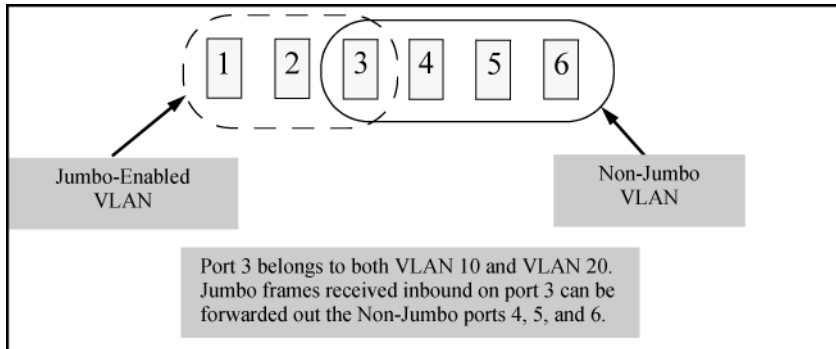 1 2 3 4 5 6
Jumbo-Enabled
VLAN
Non-Jumbo
VLAN
Port 3 belongs to both VLAN 10 and VLAN 20.
Jumbo frames received inbound on port 3 can be
forwarded out the Non-Jumbo ports 4, 5, and 6.